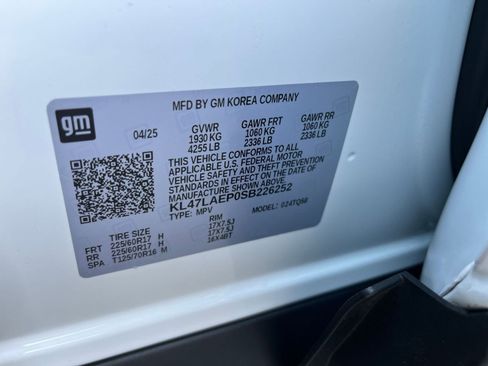 gm
MFD BY GM KOREA COMPANY
04/25 GVWR GAWR FRT GAWR RR
1930 KG 1060 KG 1060 KG
4255 LB 2336 LB 2336 LB
THIS VEHICLE CONFORMS TO ALL
APPLICABLE U.S. FEDERAL MOTOR
VEHICLE SAFETY AND THEFT PREVENTION
STANDARDS IN EFFECT ON THE DATE OF
MANUFACTURE SHOWN ABOVE.
KL47LAEP0SB226252
TYPE: MPV MODEL: 024TQ58
TIRE SIZE RIM
FRT 225/60R17 H 17X7.5J
RR 225/60R17 H 17X7.5J
SPA T125/70R16 M 16X4BT